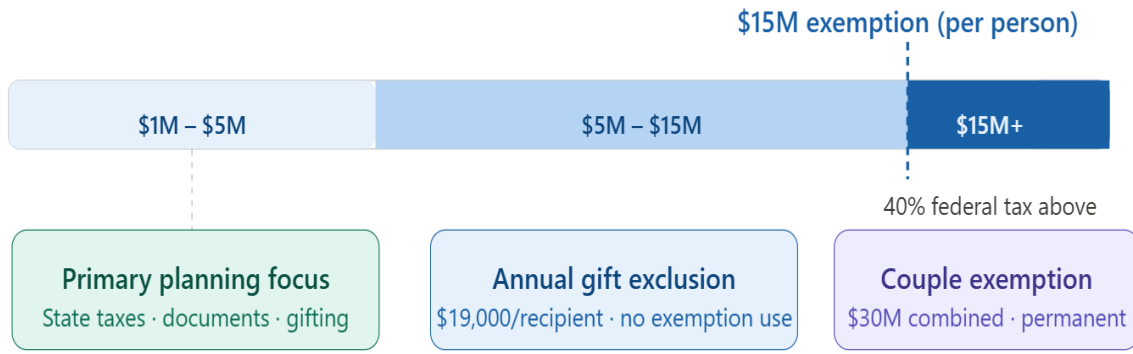 $15M exemption (per person)
$1M – $5M
$5M – $15M
$15M+
40% federal tax above
Primary planning focus
State taxes · documents · gifting
Annual gift exclusion
$19,000/recipient · no exemption use
Couple exemption
$30M combined · permanent